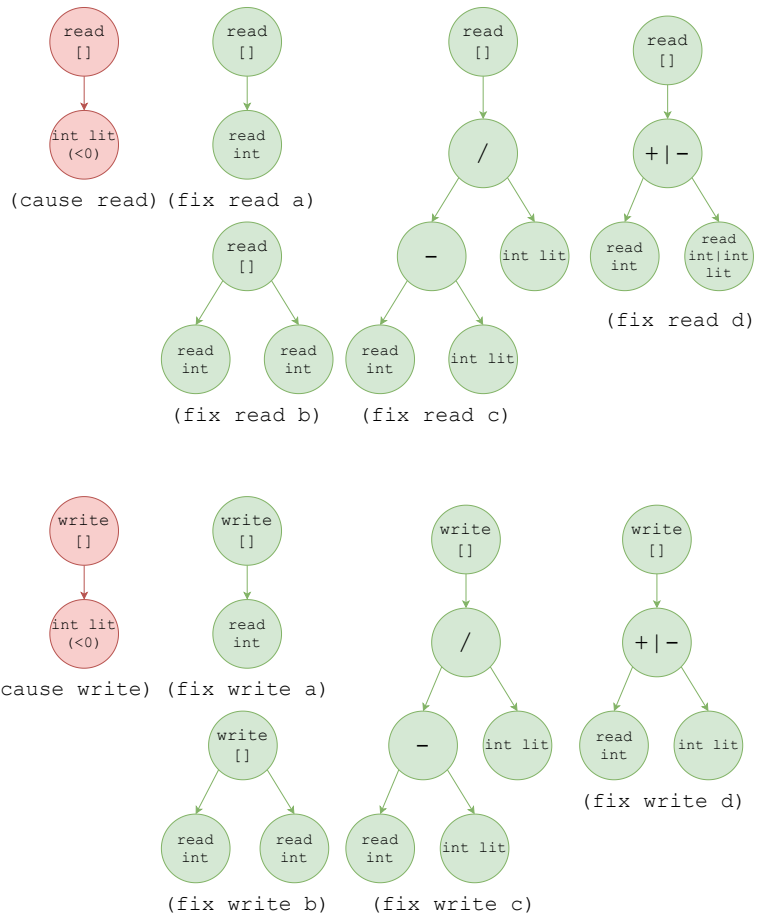 read
[]
int lit
(<0)
(cause read)
read
[]
read
int
(fix read a)
read
[]
read
int
read
int
(fix read b)
read
[]
/
-
int lit
read
int
int lit
(fix read c)
read
[]
+|-
read
int
read
int|int
lit
(fix read d)
write
[]
int lit
(<0)
cause write)
write
[]
read
int
(fix write a)
write
[]
read
int
read
int
(fix write b)
write
[]
/
-
int lit
read
int
int lit
(fix write c)
write
[]
+|-
read
int
int lit
(fix write d)